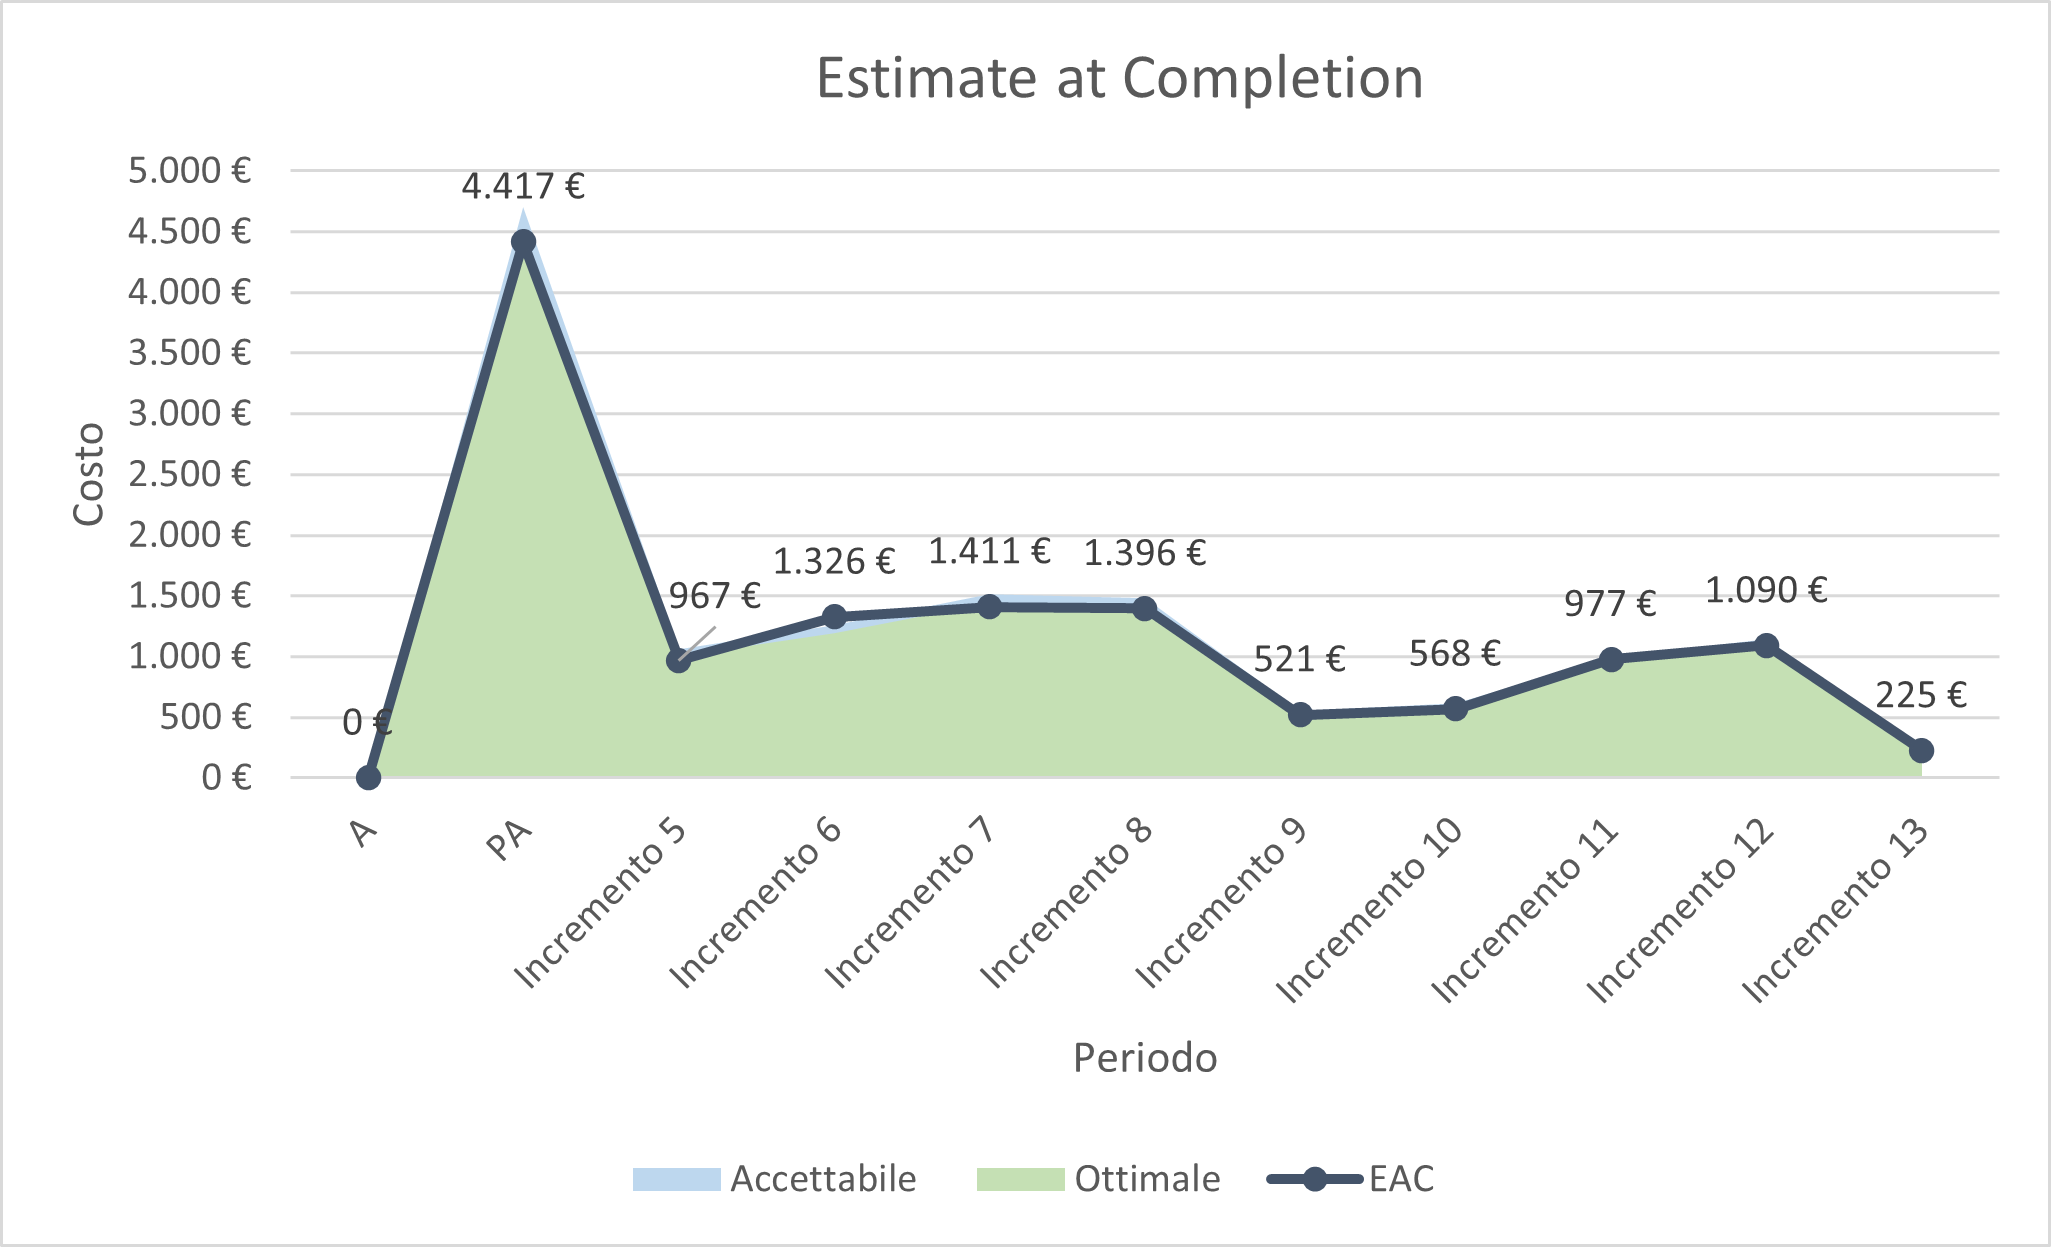 Estimate at Completion
5.000 €
4.500 €
4.000 €
3.500 €
3.000 €
2.500 €
2.000 €
1.500 €
1.000 €
500 €
0 €
Costo
0 €
4.417 €
967 €
1.326 €
1.411 €
1.396 €
521 €
568 €
977 €
1.090 €
225 €
A
PA
Incremento 5
Incremento 6
Incremento 7
Incremento 8
Incremento 9
Incremento 10
Incremento 11
Incremento 12
Incremento 13
Periodo
Accettabile
Ottimale
EAC